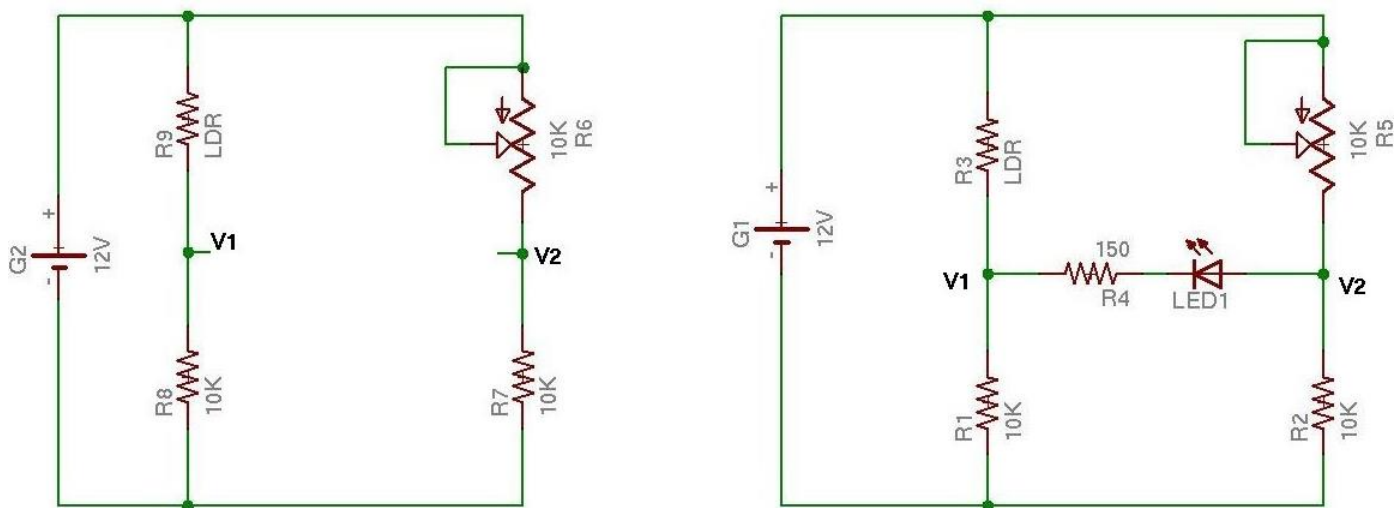 G2
+
-
12V
R9
LDR
V1
R8
10K
10K
R6
V2
R7
10K
G1
+
-
12V
R3
LDR
V1
R1
10K
150
R4
LED1
10K
R5
V2
R2
10K